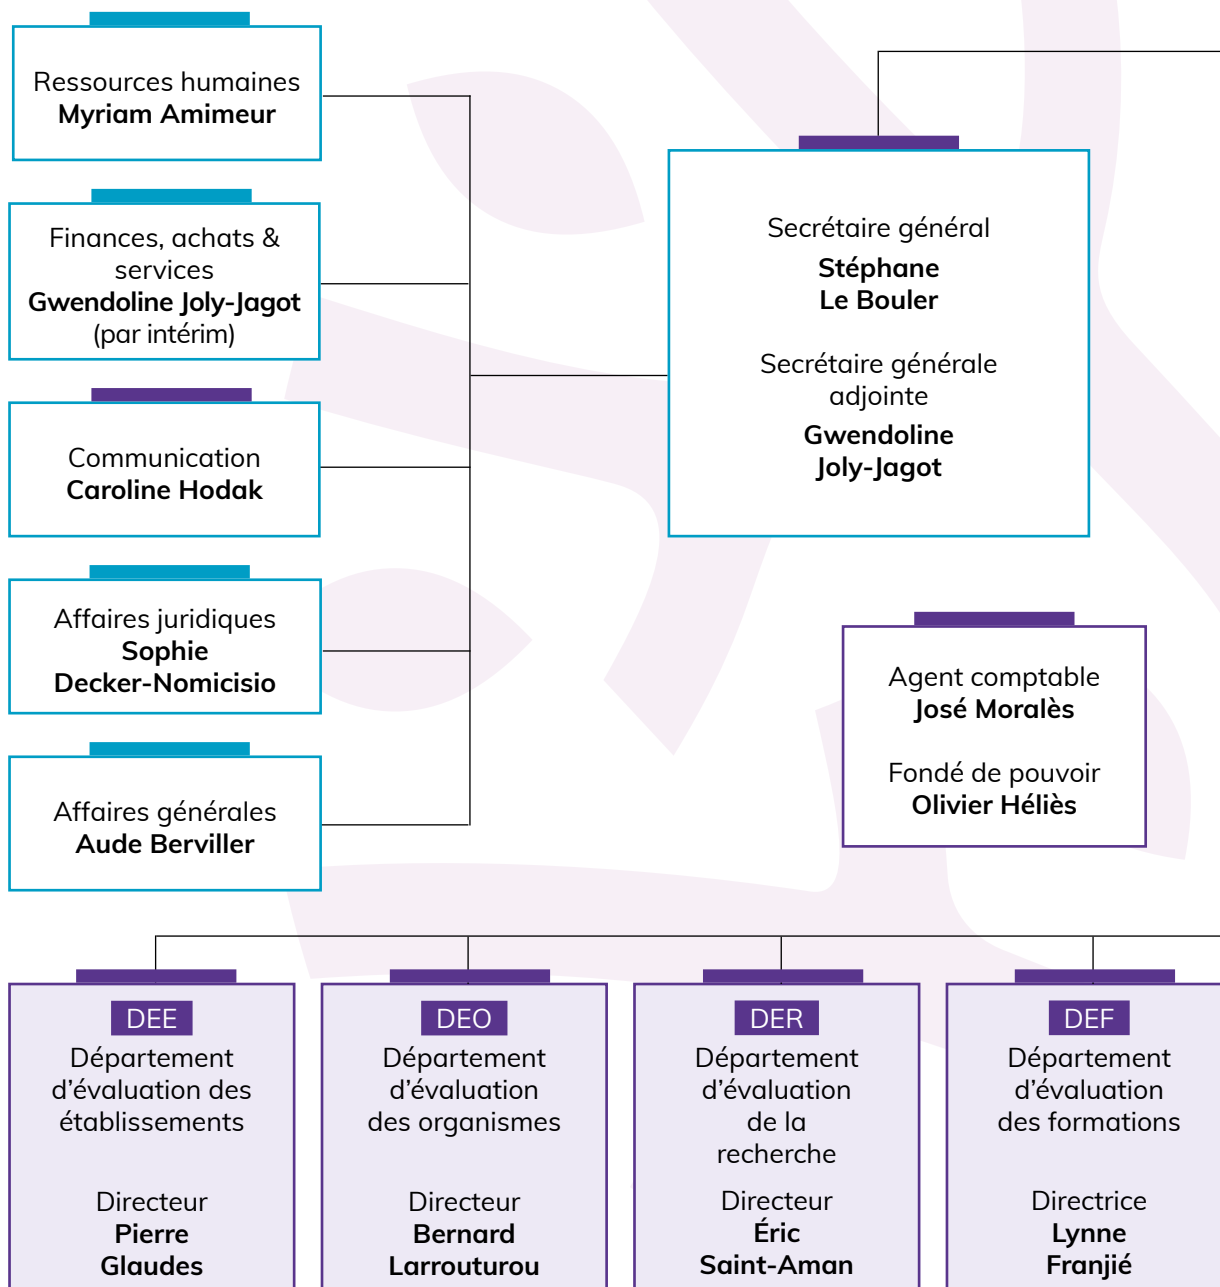 Ressources humaines
Myriam Amimeur
Finances, achats &
services
Gwendoline Joly-Jagot
(par intérim)
Communication
Caroline Hodak
Affaires juridiques
Sophie
Decker-Nomicisio
Affaires générales
Aude Berviller
Secrétaire général
Stéphane
Le Bouler
Secrétaire générale
adjointe
Gwendoline
Joly-Jagot
Agent comptable
José Moralès
Fondé de pouvoir
Olivier Héliès
DEE
Département
d’évaluation des
établissements
Directeur
Pierre
Glaudes
DEO
Département
d’évaluation
des organismes
Directeur
Bernard
Larrouturou
DER
Département
d’évaluation
de la
recherche
Directeur
Éric
Saint-Aman
DEF
Département
d’évaluation
des formations
Directrice
Lynne
Franjié